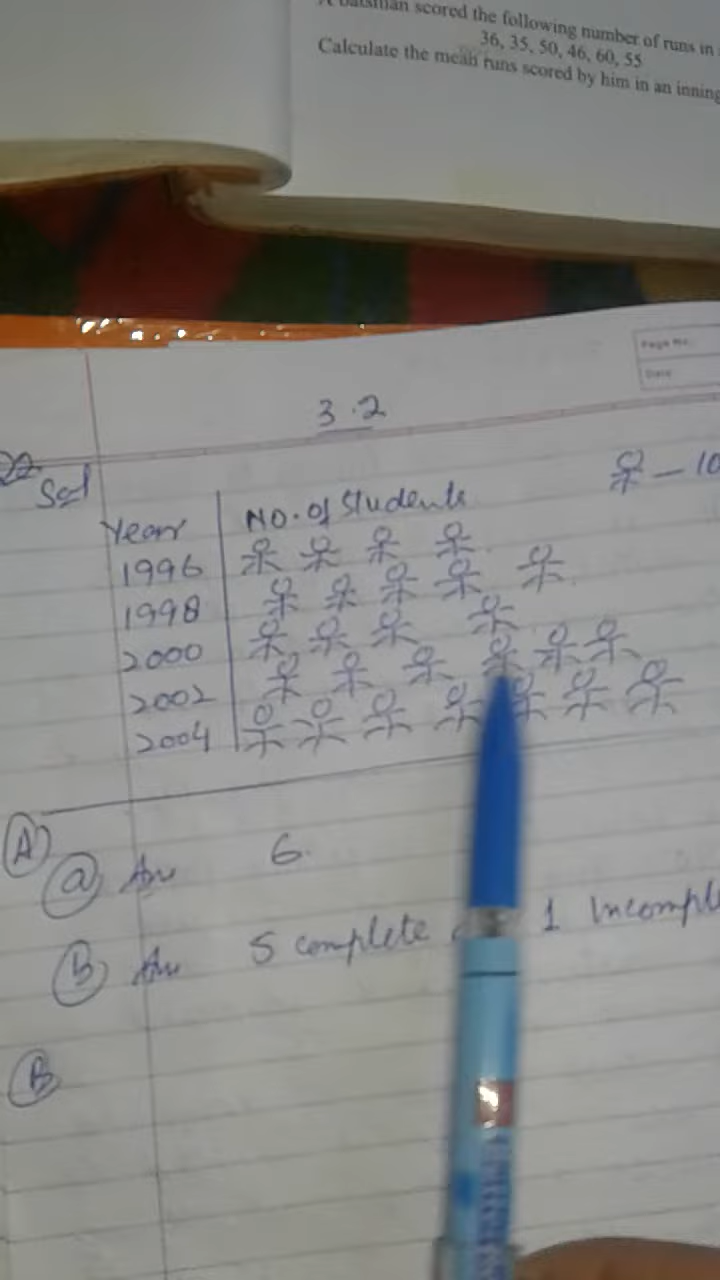 A batsman scored the following number of runs in
36, 35, 50, 46, 60, 55
Calculate the mean runs scored by him in an inning
Page No.
Date
3.2
Sol
Year No. of Students
— 10
1996
1998
2000
2002
2004
A
a Ans 6.
B Ans 5 complete 1 Incomple
B